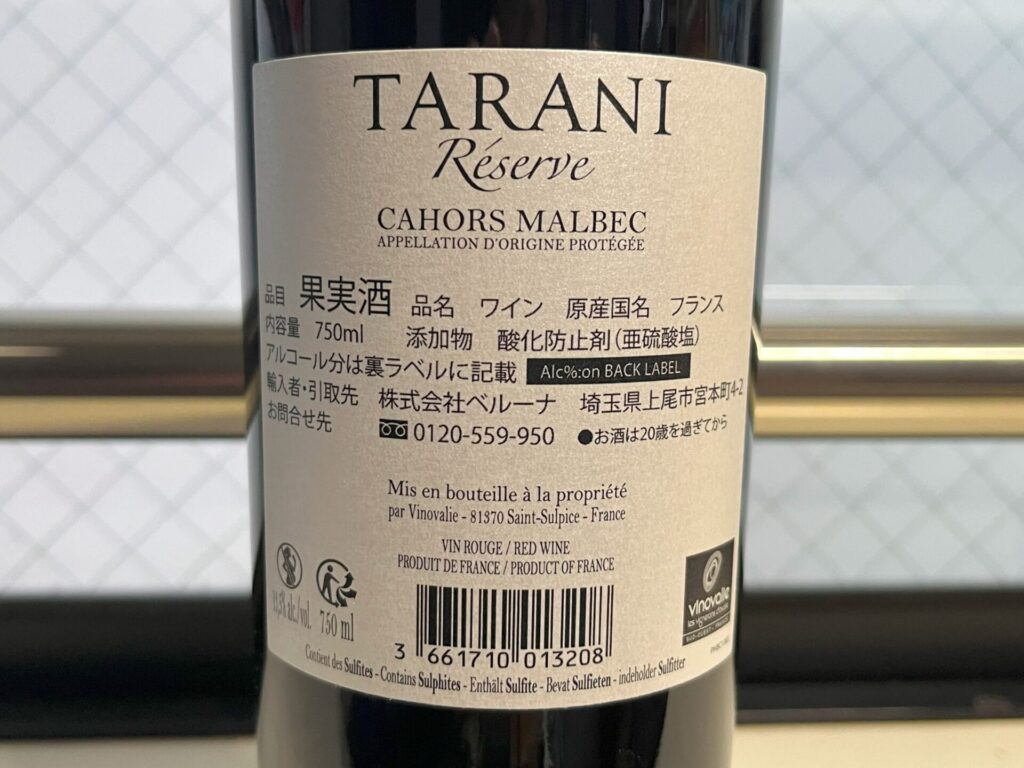 TARANI
Réserve
CAHORS MALBEC
APPELLATION D'ORIGINE PROTÉGÉE
品目 果実酒 品名 ワイン 原産国名 フランス
内容量 750ml 添加物 酸化防止剤(亜硫酸塩)
アルコール分は裏ラベルに記載 Alc%:on BACK LABEL
輸入者・引取先 株式会社ベルーナ 埼玉県上尾市宮本町4-2
お問合せ先 0120-559-950 ●お酒は20歳を過ぎてから
Mis en bouteille à la propriété
par Vinovalie - 81370 Saint-Sulpice - France
VIN ROUGE / RED WINE
PRODUIT DE FRANCE / PRODUCT OF FRANCE
alc./vol. 750 ml
vinovalie
3 661710 013208
Contient des Sulfites - Contains Sulphites - Enthält Sulfite - Bevat Sulfieten - indeholder Sulfitter